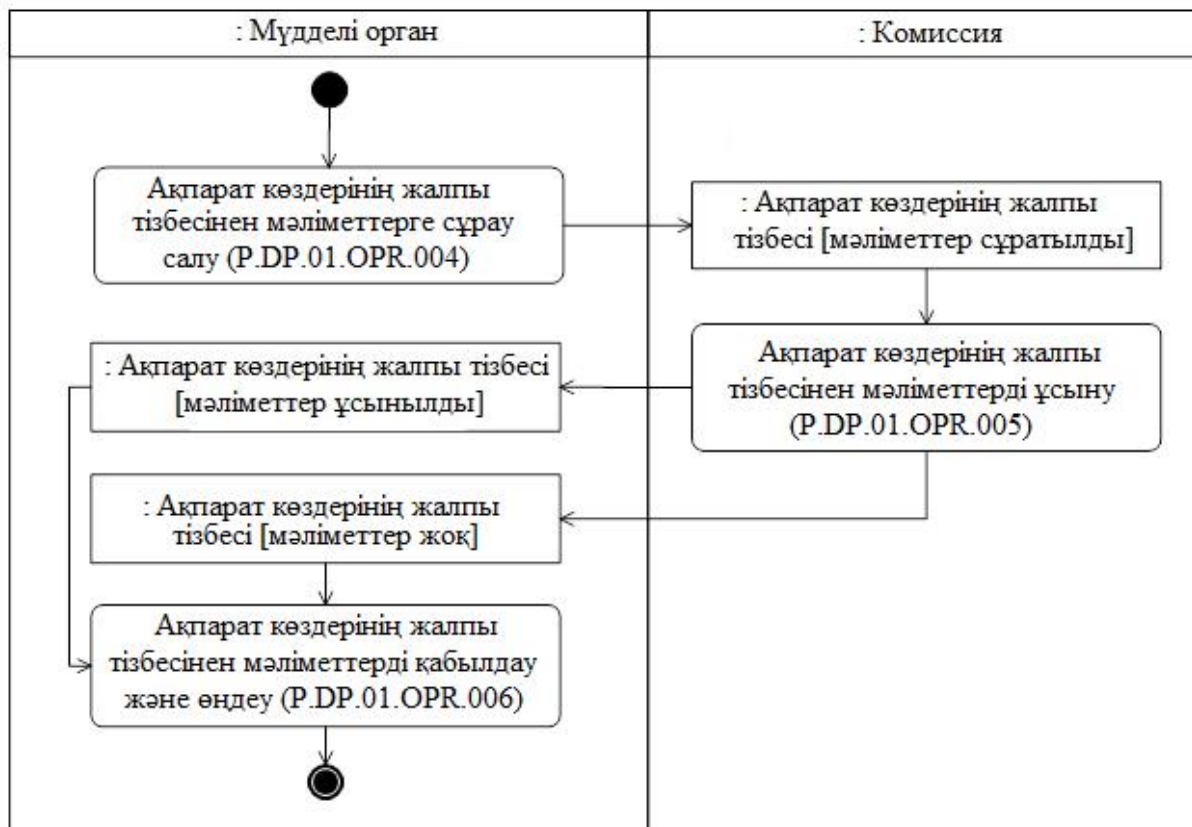 : Мүдделі орган
: Комиссия
Ақпарат көздерінің жалпы
тізбесінен мәліметтерге сұрау
салу (P.DP.01.OPR.004)
: Ақпарат көздерінің жалпы
тізбесі [мәліметтер сұратылды]
Ақпарат көздерінің жалпы
тізбесінен мәліметтерді ұсыну
(P.DP.01.OPR.005)
: Ақпарат көздерінің жалпы тізбесі
[мәліметтер ұсынылды]
: Ақпарат көздерінің жалпы
тізбесі [мәліметтер жоқ]
Ақпарат көздерінің жалпы
тізбесінен мәліметтерді қабылдау
және өңдеу (P.DP.01.OPR.006)